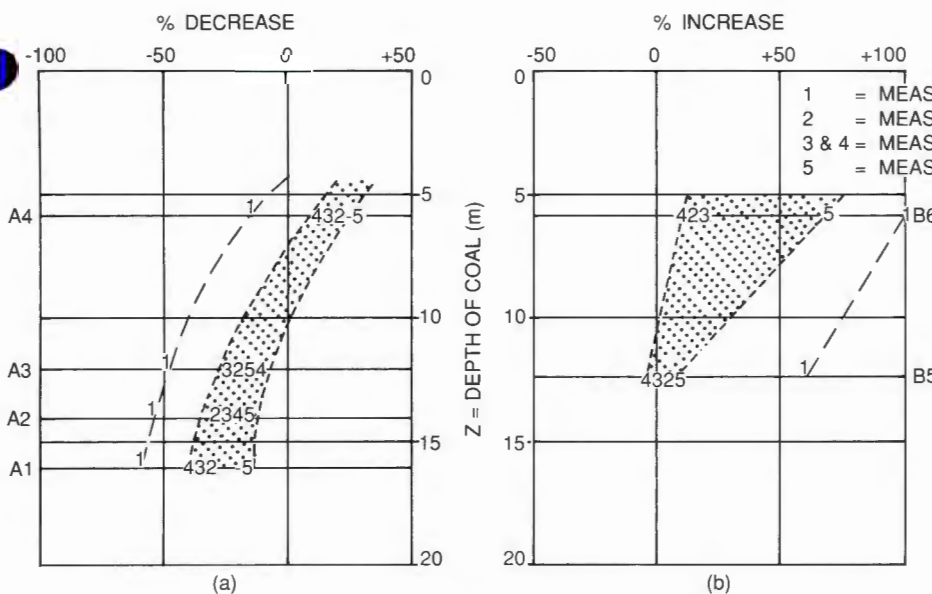 % DECREASE
-100 -50 0 +50
0
5
10
15
20
A4
A3
A2
A1
1
432-5
1
3254
1
2345
1
432 -5
(a)
Z = DEPTH OF COAL (m)
% INCREASE
-50 0 +50 +100
0
5
10
15
20
1 = MEAS
2 = MEAS
3 & 4 = MEAS
5 = MEAS
423 5 1 B6
4325 1 B5
(b)